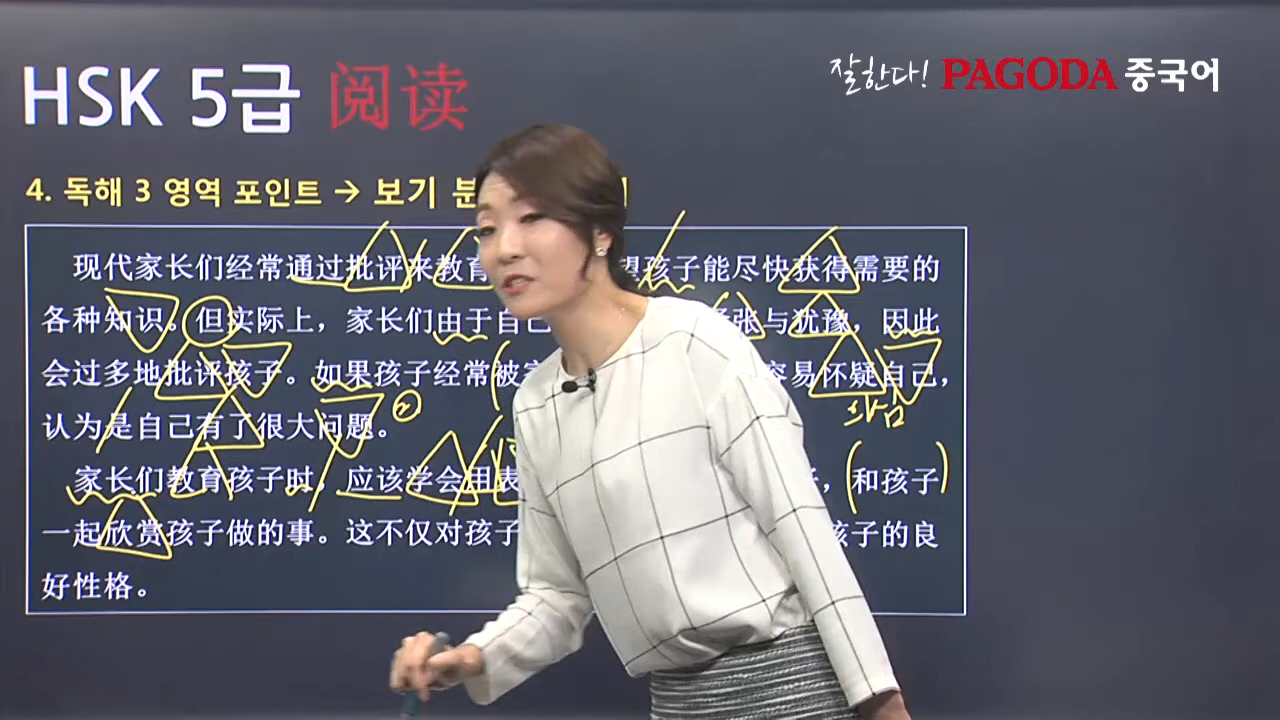 HSK 5급 阅读
잘한다! PAGODA 중국어
4. 독해 3 영역 포인트 → 보기 분
现代家长们经常通过批评来教育 望孩子能尽快获得需要的
各种知识。但实际上，家长们由于自己 张与犹豫，因此
会过多地批评孩子。如果孩子经常被家 容易怀疑自己，
认为是自己有了很大问题。 ②
화감
家长们教育孩子时，应该学会用表 ，和孩子
一起欣赏孩子做的事。这不仅对孩子 孩子的良
好性格。